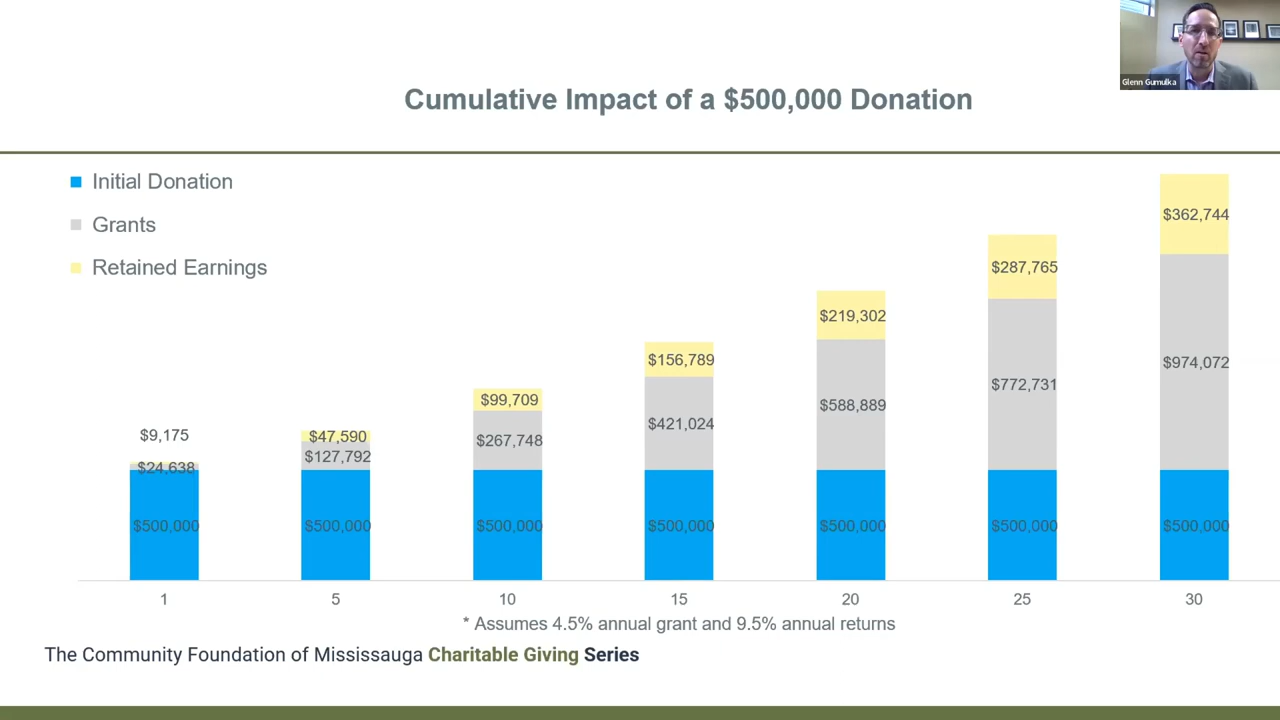 Glenn Gumulka
Cumulative Impact of a $500,000 Donation
Initial Donation
Grants
Retained Earnings
$9,175
$24,638
$500,000
$47,590
$127,792
$500,000
$99,709
$267,748
$500,000
$156,789
$421,024
$500,000
$219,302
$588,889
$500,000
$287,765
$772,731
$500,000
$362,744
$974,072
$500,000
1 5 10 15 20 25 30
* Assumes 4.5% annual grant and 9.5% annual returns
The Community Foundation of Mississauga Charitable Giving Series